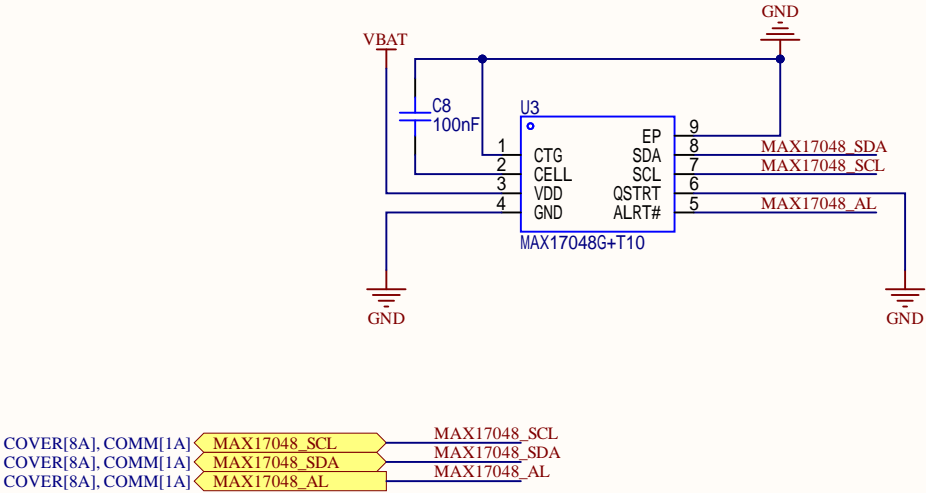 GND
VBAT
C8
100nF
U3
1 CTG
2 CELL
3 VDD
4 GND
EP 9
SDA 8 MAX17048_SDA
SCL 7 MAX17048_SCL
QSTRT 6
ALRT# 5 MAX17048_AL
MAX17048G+T10
GND
GND
COVER[8A], COMM[1A] MAX17048_SCL MAX17048_SCL
COVER[8A], COMM[1A] MAX17048_SDA MAX17048_SDA
COVER[8A], COMM[1A] MAX17048_AL MAX17048_AL